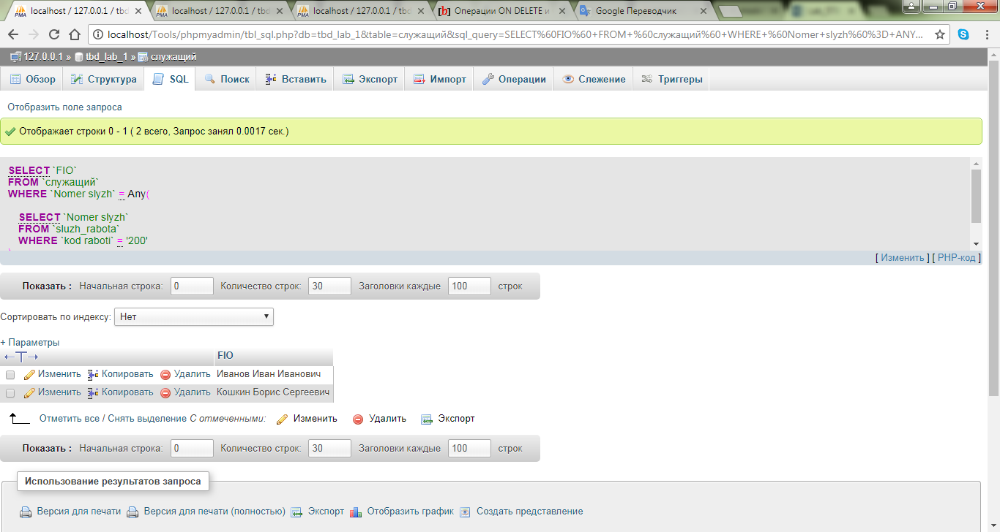 localhost / 127.0.0.1 / tbd
localhost / 127.0.0.1 / tbd
localhost / 127.0.0.1 / tbd
[b] Операции ON DELETE и
Google Переводчик
localhost/Tools/phpmyadmin/tbl_sql.php?db=tbd_lab_1&table=служащий&sql_query=SELECT%60FIO%60+FROM+%60служащий%60+WHERE+%60Nomer+slyzh%60%3D+ANY...
127.0.0.1 » tbd_lab_1 » служащий
Обзор Структура SQL Поиск Вставить Экспорт Импорт Операции Слежение Триггеры
Отобразить поле запроса
Отображает строки 0 - 1 ( 2 всего, Запрос занял 0.0017 сек.)
SELECT `FIO`
FROM `служащий`
WHERE `Nomer slyzh` = Any(
SELECT `Nomer slyzh`
FROM `sluzh_rabota`
WHERE `kod raboti` = '200'
[ Изменить ] [ PHP-код ]
Показать : Начальная строка: 0 Количество строк: 30 Заголовки каждые 100 строк
Сортировать по индексу: Нет
+ Параметры
←T→ FIO
Изменить Копировать Удалить Иванов Иван Иванович
Изменить Копировать Удалить Кошкин Борис Сергеевич
Отметить все / Снять выделение С отмеченными: Изменить Удалить Экспорт
Показать : Начальная строка: 0 Количество строк: 30 Заголовки каждые 100 строк
Использование результатов запроса
Версия для печати Версия для печати (полностью) Экспорт Отобразить график Создать представление